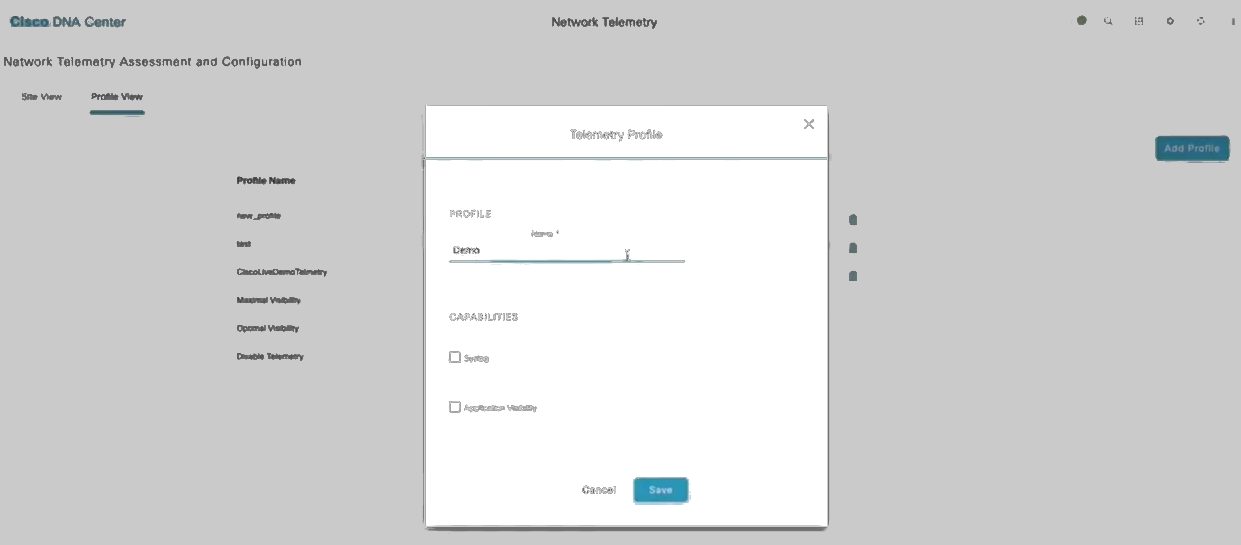 Cisco DNA Center
Network Telemetry
Network Telemetry Assessment and Configuration
Site View
Profile View
Add Profile
Profile Name
new_profile
test
CiscoLiveDemoTelmetry
Maximal Visibility
Optimal Visibility
Disable Telemetry
Telemetry Profile
PROFILE
Name *
Demo
CAPABILITIES
Syslog
Application Visibility
Cancel
Save